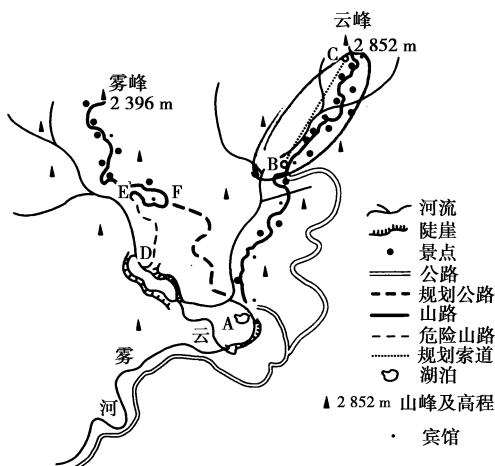 云峰
C
2 852 m
雾峰
2 396 m
B
E
F
D
A
云
雾
河
河流
陡崖
景点
公路
规划公路
山路
危险山路
规划索道
湖泊
2 852 m 山峰及高程
宾馆